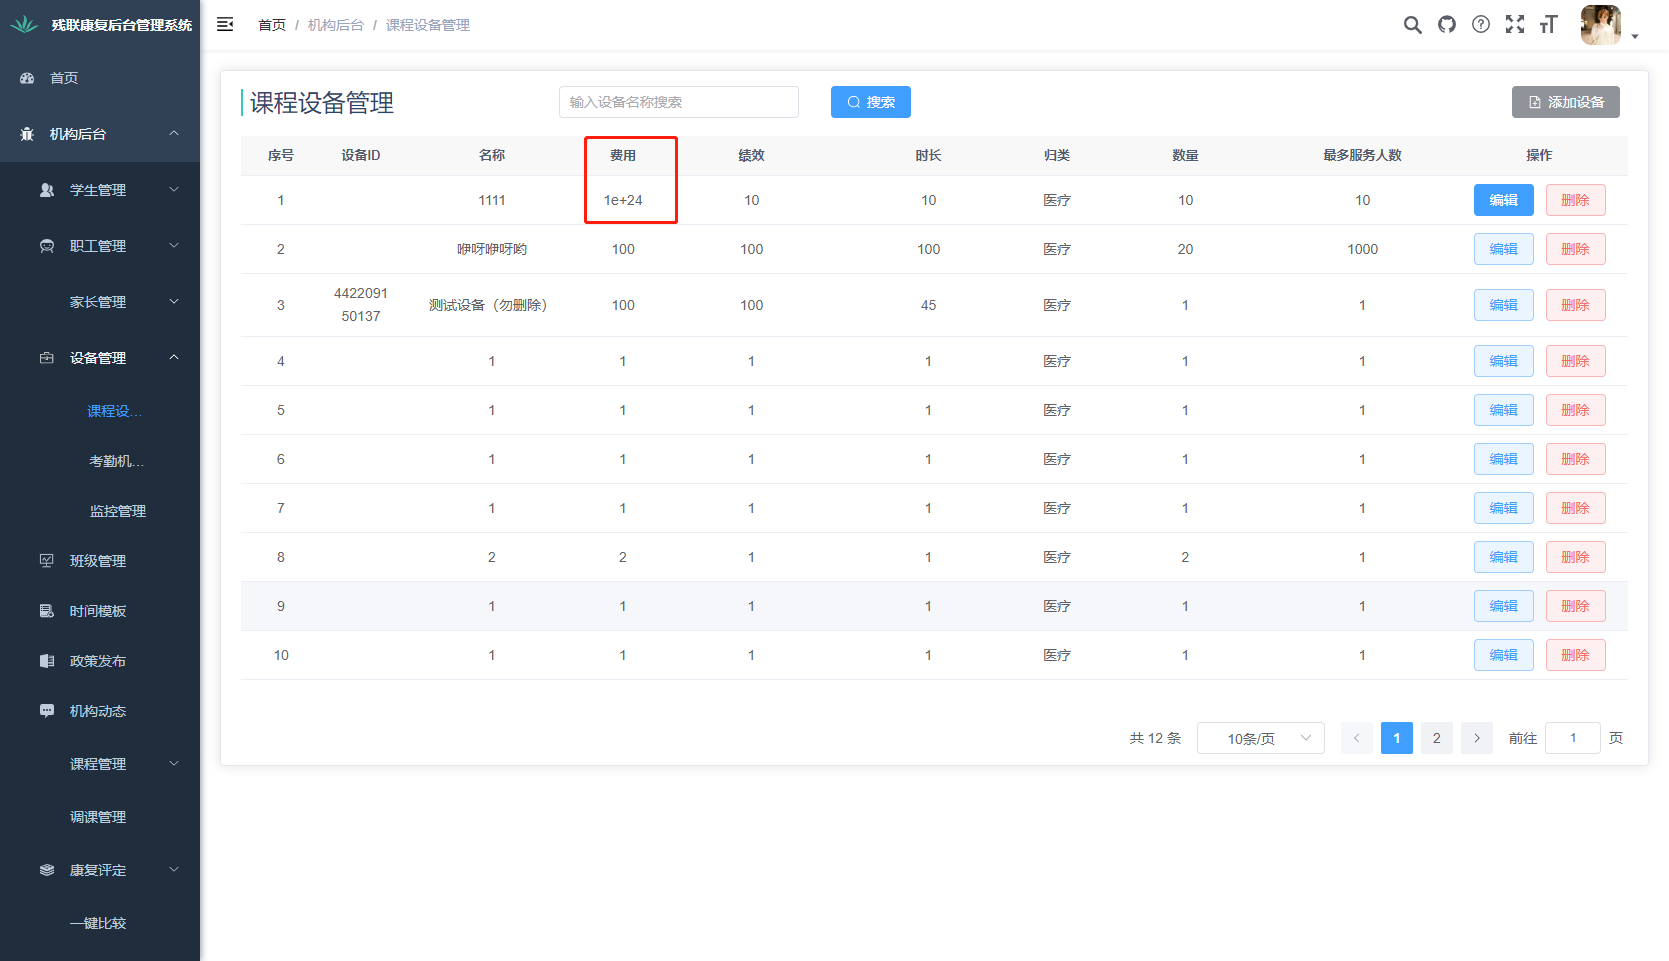 残联康复后台管理系统
首页
机构后台
学生管理
职工管理
家长管理
设备管理
课程设...
考勤机...
监控管理
班级管理
时间模板
政策发布
机构动态
课程管理
调课管理
康复评定
一键比较
首页 / 机构后台 / 课程设备管理
课程设备管理 输入设备名称搜索 搜索 添加设备
序号 设备ID 名称 费用 绩效 时长 归类 数量 最多服务人数 操作
1 1111 1e+24 10 10 医疗 10 10 编辑 删除
2 咿呀咿呀哟 100 100 100 医疗 20 1000 编辑 删除
3 4422091
50137 测试设备（勿删除） 100 100 45 医疗 1 1 编辑 删除
4 1 1 1 1 医疗 1 1 编辑 删除
5 1 1 1 1 医疗 1 1 编辑 删除
6 1 1 1 1 医疗 1 1 编辑 删除
7 1 1 1 1 医疗 1 1 编辑 删除
8 2 2 1 1 医疗 2 1 编辑 删除
9 1 1 1 1 医疗 1 1 编辑 删除
10 1 1 1 1 医疗 1 1 编辑 删除
共 12 条 10条/页 1 2 前往 1 页